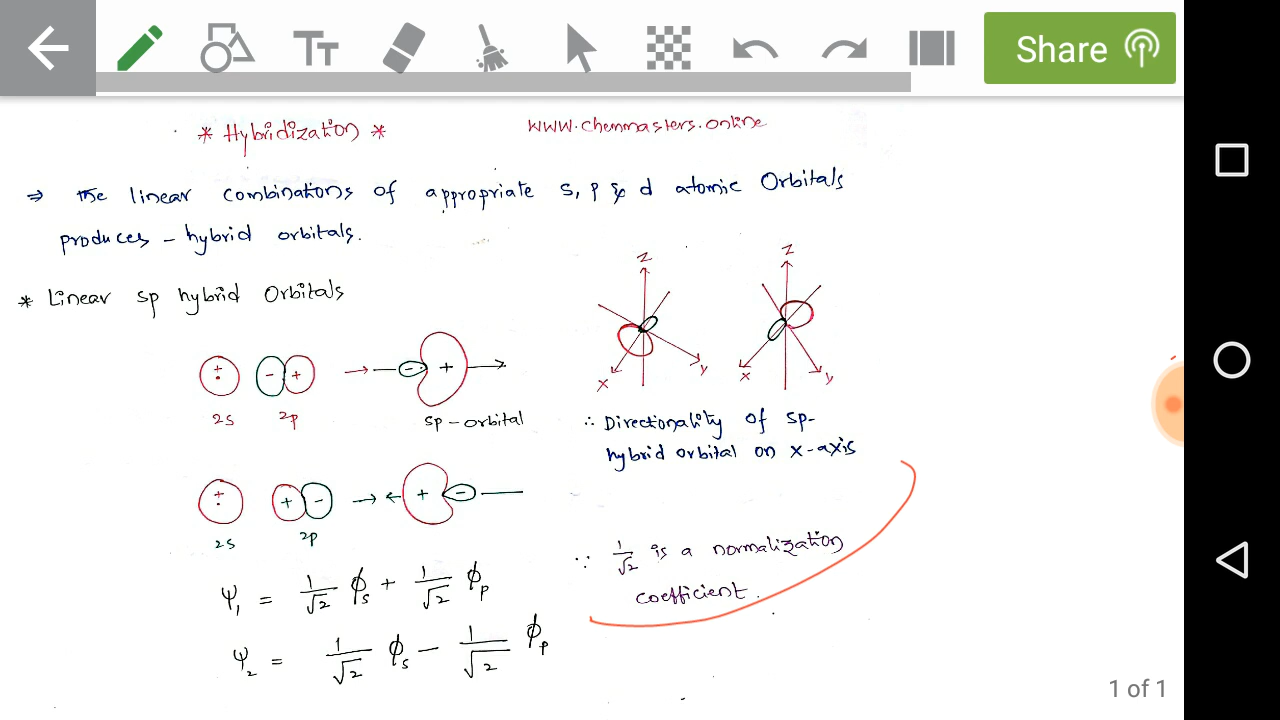 Share
* Hybridization *
www.chemmasters.online
⇒ The linear combinations of appropriate s, p & d atomic Orbitals
produces - hybrid orbitals.
* Linear sp hybrid Orbitals
+ - + → - +
2s 2p sp-orbital
+ + - → + -
2s 2p
Z Z
X Y X Y
∴ Directionality of sp-
hybrid orbital on x-axis
ψ₁ = 1/√2 ϕs + 1/√2 ϕp
ψ₂ = 1/√2 ϕs - 1/√2 ϕp
∵ 1/√2 is a normalization
coefficient.
1 of 1